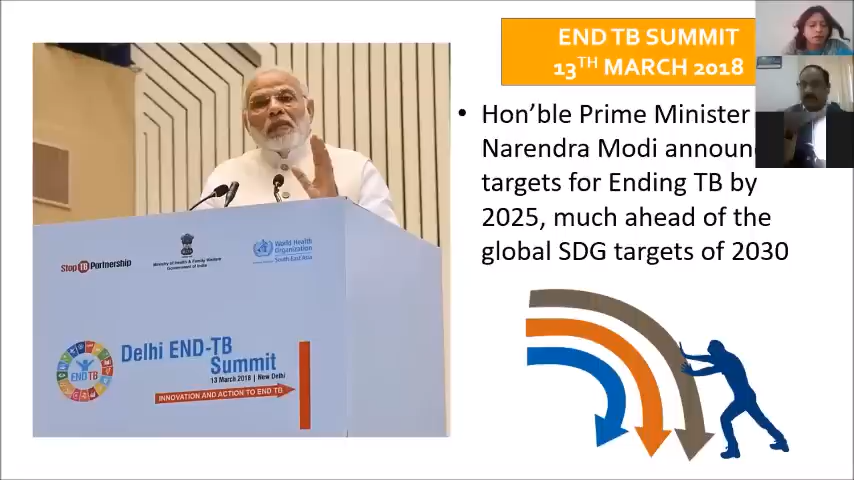 END TB SUMMIT
13TH MARCH 2018
• Hon’ble Prime Minister
Narendra Modi announ
targets for Ending TB by
2025, much ahead of the
global SDG targets of 2030
Stop TB Partnership
Ministry of Health & Family Welfare
Government of India
World Health
Organization
South-East Asia
END TB
Delhi END-TB
Summit
13 March 2018 | New Delhi
INNOVATION AND ACTION TO END TB